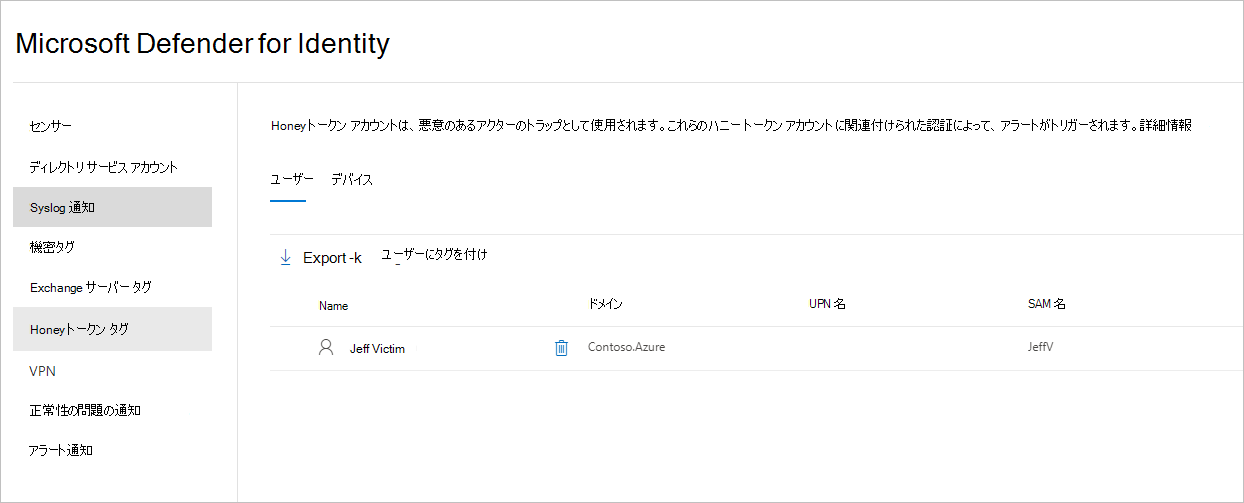 Microsoft Defender for Identity
センサー
ディレクトリ サービス アカウント
Syslog 通知
機密タグ
Exchange サーバー タグ
Honeyトークン タグ
VPN
正常性の問題の通知
アラート通知
Honeyトークン アカウントは、悪意のあるアクターのトラップとして使用されます。これらのハニートークン アカウントに関連付けられた認証によって、アラートがトリガーされます。詳細情報
ユーザー デバイス
Export -k ユーザーにタグを付け
Name ドメイン UPN 名 SAM 名
Jeff Victim Contoso.Azure JeffV